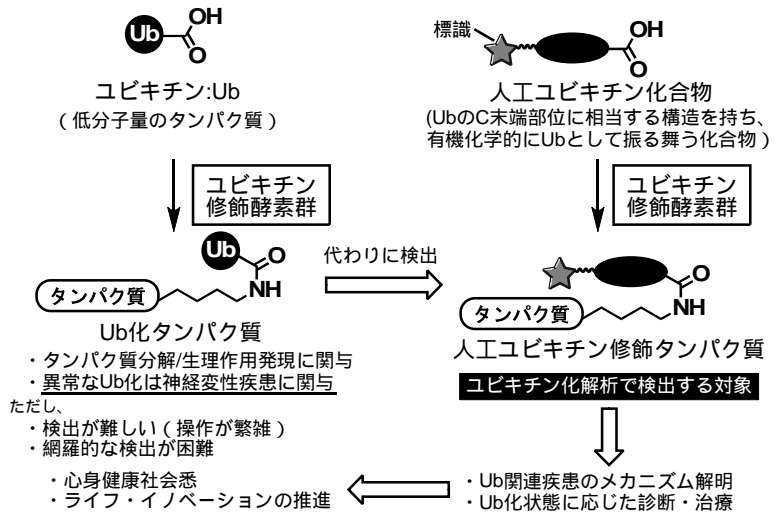 Ub
OH
O
ユビキチン:Ub
（低分子量のタンパク質）
ユビキチン
修飾酵素群
Ub
O
NH
タンパク質
Ub化タンパク質
・タンパク質分解/生理作用発現に関与
・異常なUb化は神経変性疾患に関与
ただし、
・検出が難しい（操作が繁雑）
・網羅的な検出が困難
代わりに検出
標識
OH
O
人工ユビキチン化合物
(UbのC末端部位に相当する構造を持ち、
有機化学的にUbとして振る舞う化合物）
ユビキチン
修飾酵素群
O
NH
タンパク質
人工ユビキチン修飾タンパク質
ユビキチン化解析で検出する対象
・Ub関連疾患のメカニズム解明
・Ub化状態に応じた診断・治療
・心身健康社会悉
・ライフ・イノベーションの推進